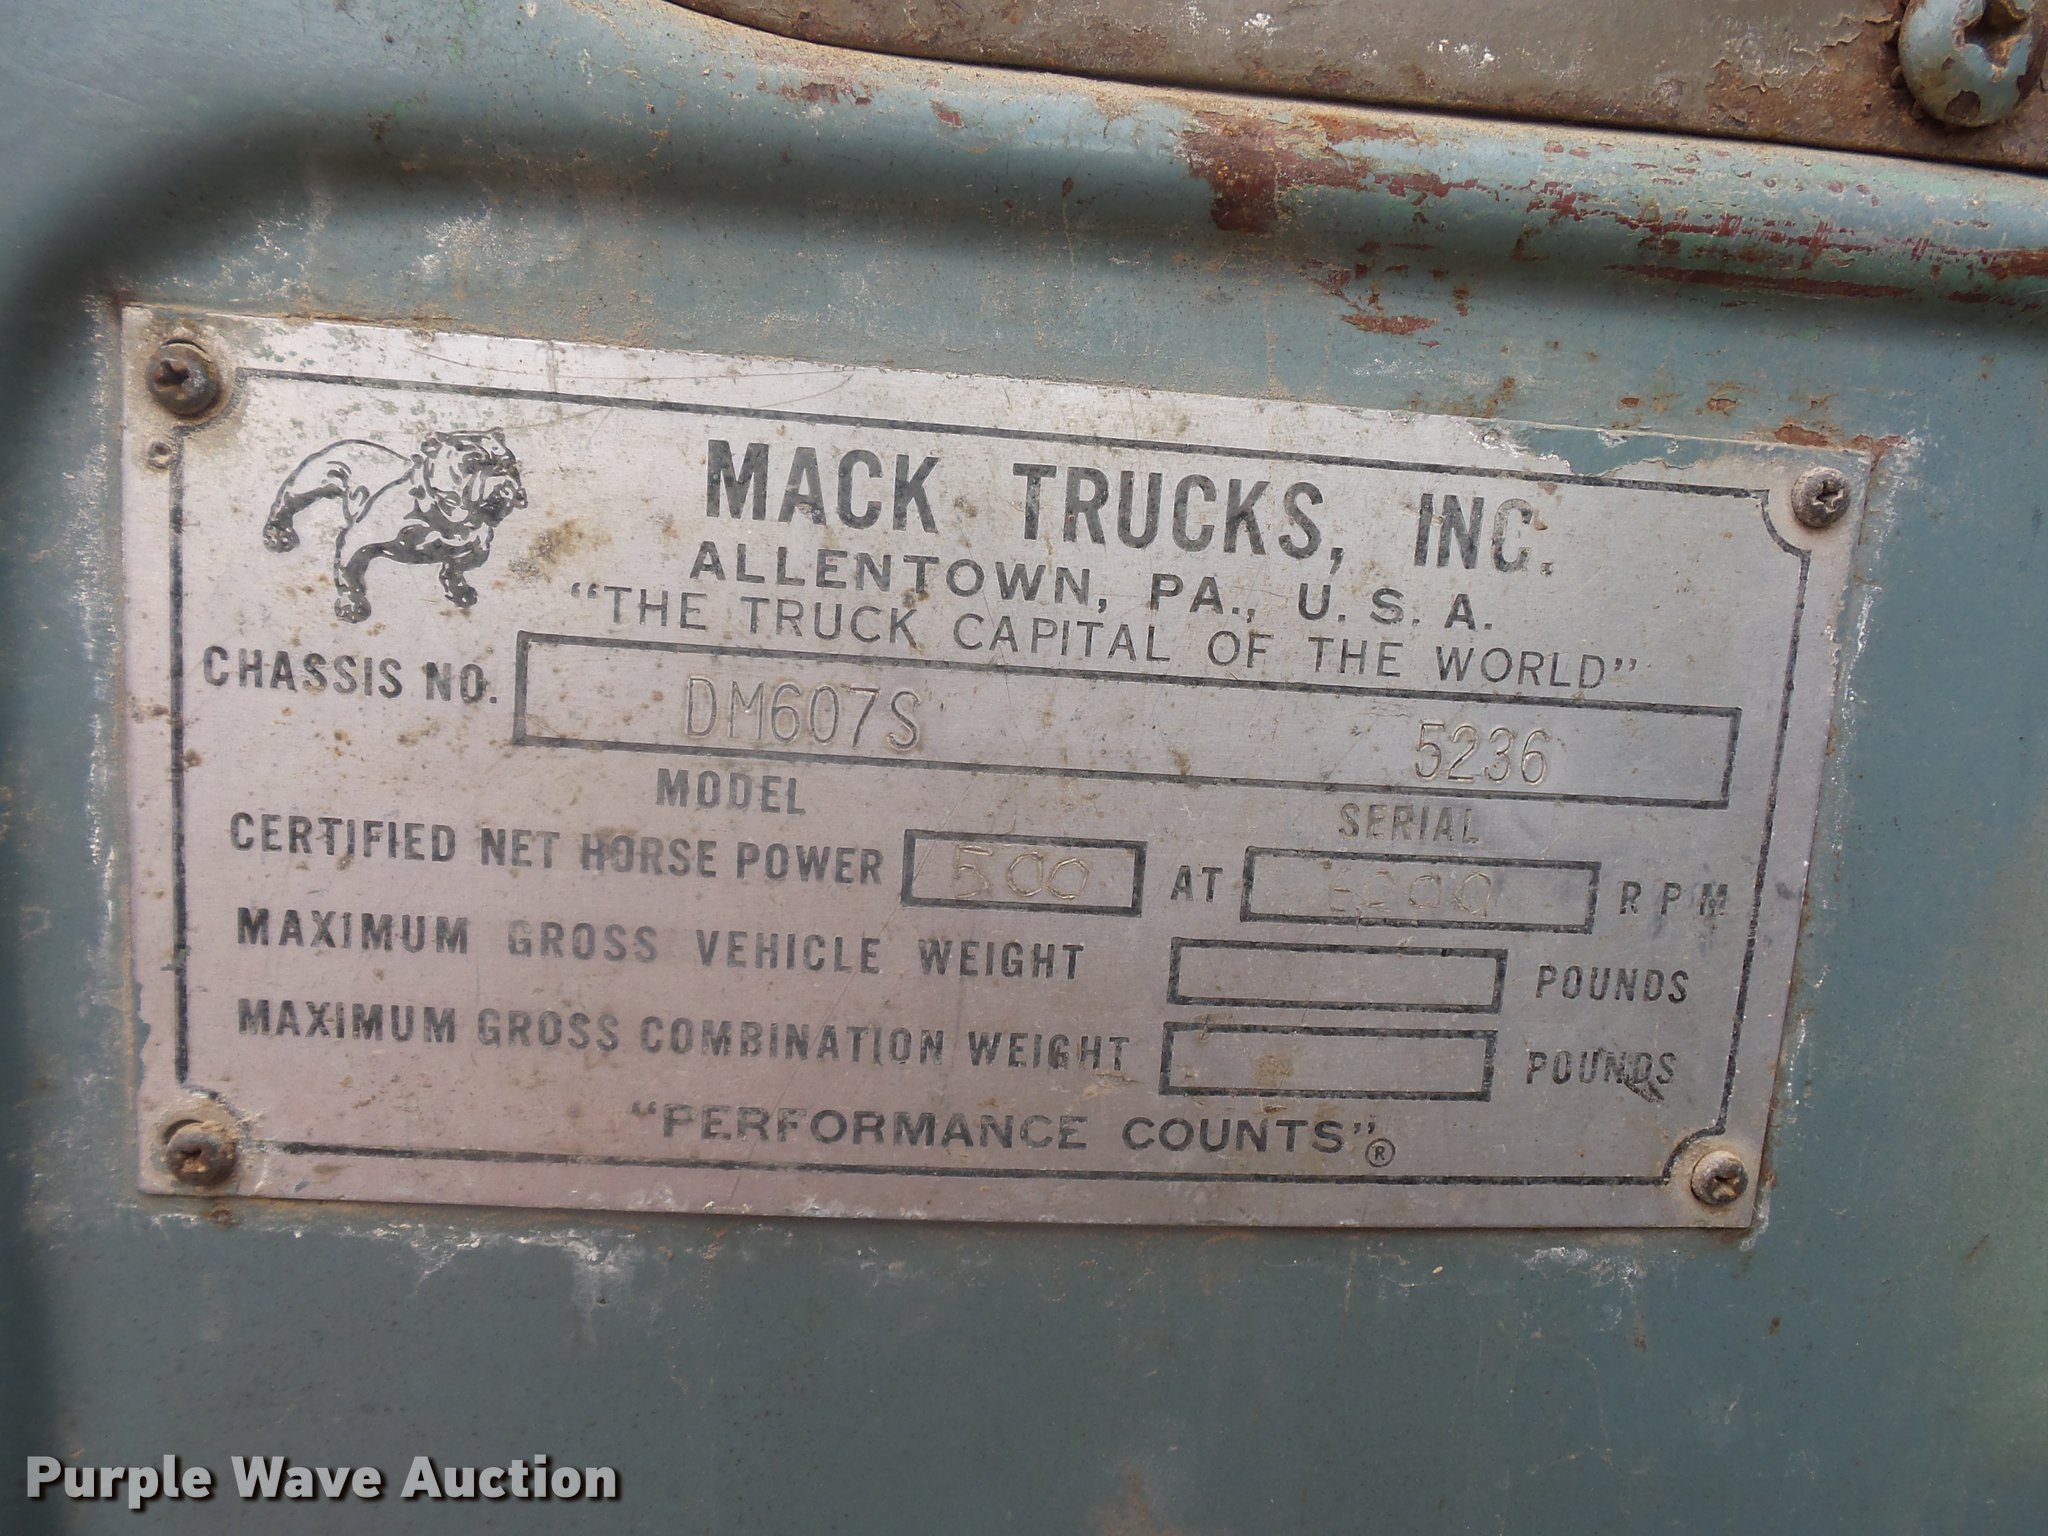 MACK TRUCKS, INC.
ALLENTOWN, PA., U. S. A.
"THE TRUCK CAPITAL OF THE WORLD"
CHASSIS NO. DM607S 5236
MODEL SERIAL
CERTIFIED NET HORSE POWER 500 AT RPM
MAXIMUM GROSS VEHICLE WEIGHT POUNDS
MAXIMUM GROSS COMBINATION WEIGHT POUNDS
"PERFORMANCE COUNTS"®
Purple Wave Auction